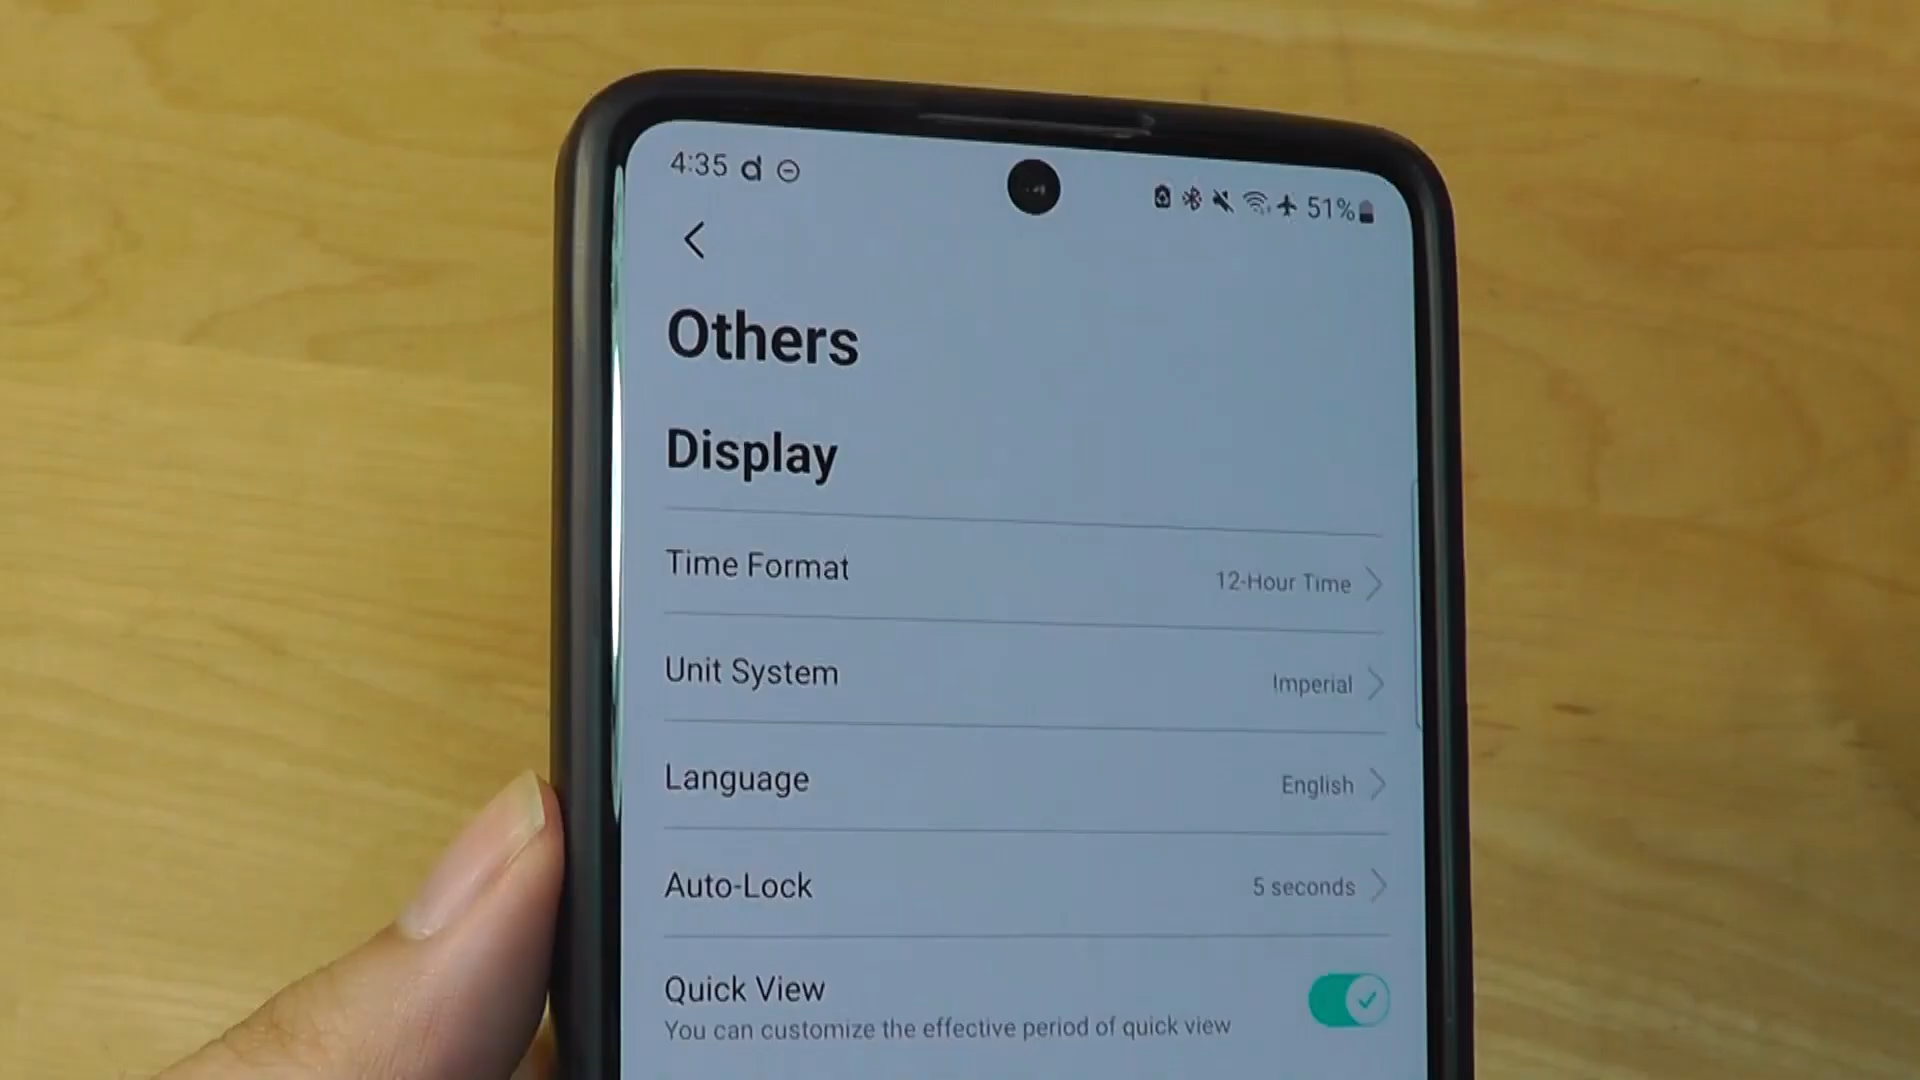 4:35 d
51%
Others
Display
Time Format
12-Hour Time
Unit System
Imperial
Language
English
Auto-Lock
5 seconds
Quick View
You can customize the effective period of quick view